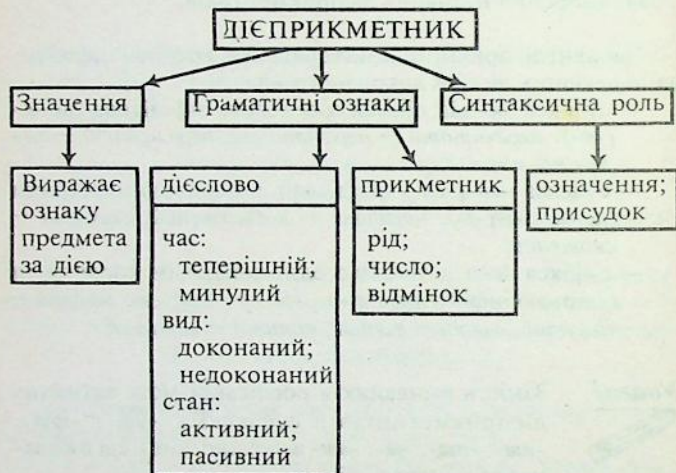 ДІЄПРИКМЕТНИК
Значення
Граматичні ознаки
Синтаксична роль
Виражає
ознаку
предмета
за дією
дієслово
час:
теперішній;
минулий
вид:
доконаний;
недоконаний
стан:
активний;
пасивний
прикметник
рід;
число;
відмінок
означення;
присудок